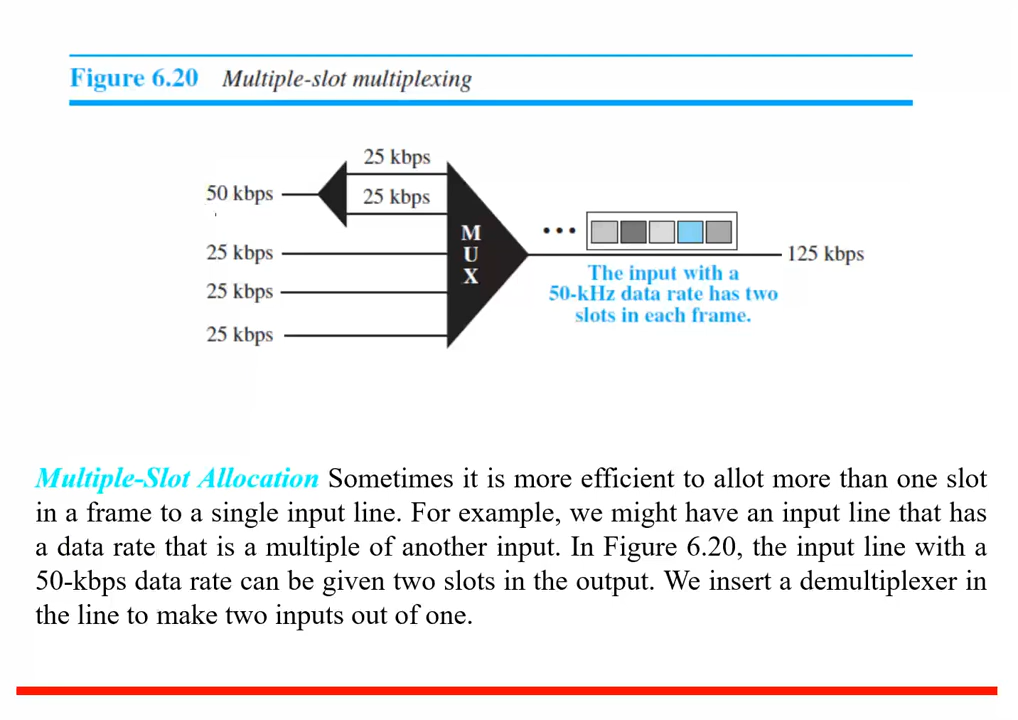 Figure 6.20 Multiple-slot multiplexing
25 kbps
50 kbps
25 kbps
25 kbps
25 kbps
25 kbps
M
U
X
•••
125 kbps
The input with a
50-kHz data rate has two
slots in each frame.
Multiple-Slot Allocation Sometimes it is more efficient to allot more than one slot
in a frame to a single input line. For example, we might have an input line that has
a data rate that is a multiple of another input. In Figure 6.20, the input line with a
50-kbps data rate can be given two slots in the output. We insert a demultiplexer in
the line to make two inputs out of one.